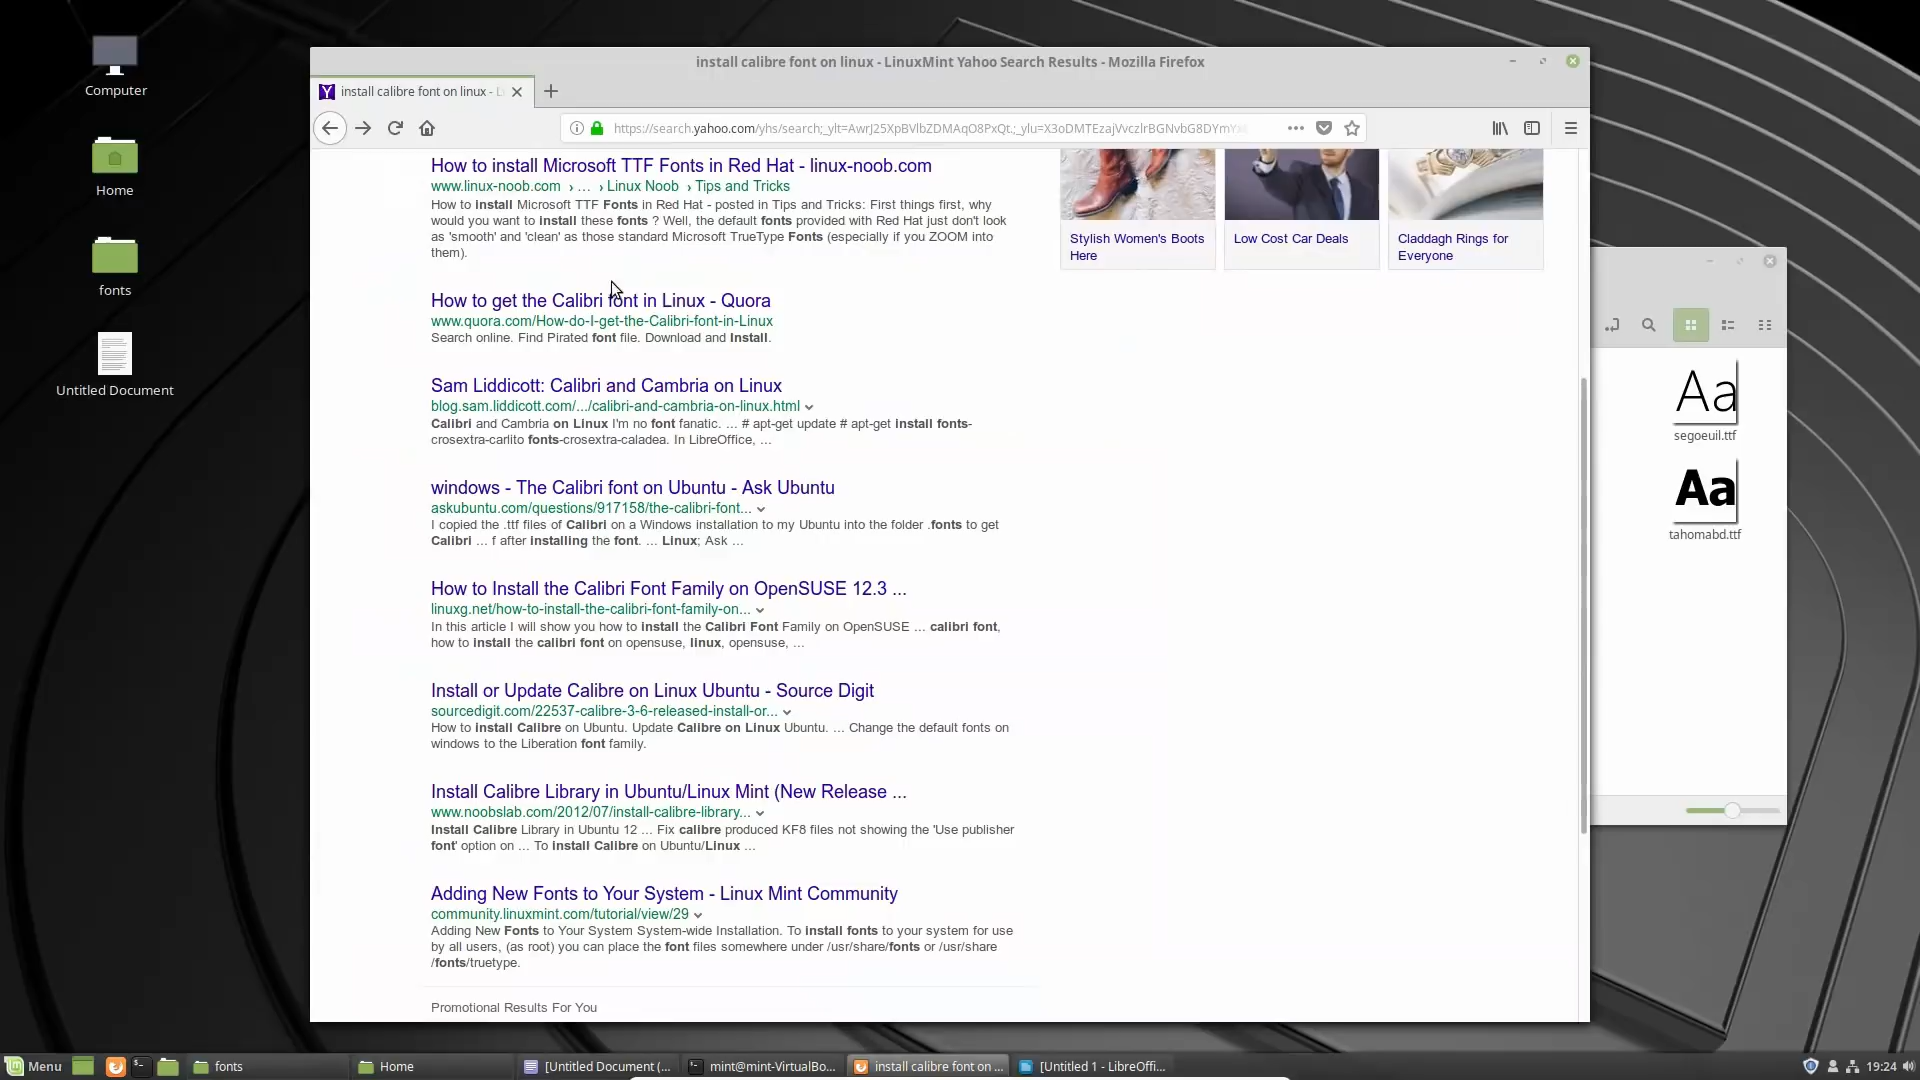 Computer
Home
fonts
Untitled Document
install calibre font on linux - LinuxMint Yahoo Search Results - Mozilla Firefox
install calibre font on linux - L
https://search.yahoo.com/yhs/search;_ylt=AwrJ25XpBVlbZDMAqO8PxQt.;_ylu=X3oDMTEzajVvczlrBGNvbG8DYmYx
How to install Microsoft TTF Fonts in Red Hat - linux-noob.com
www.linux-noob.com › ... › Linux Noob › Tips and Tricks
How to install Microsoft TTF Fonts in Red Hat - posted in Tips and Tricks: First things first, why
would you want to install these fonts ? Well, the default fonts provided with Red Hat just don't look
as 'smooth' and 'clean' as those standard Microsoft TrueType Fonts (especially if you ZOOM into
them).
How to get the Calibri font in Linux - Quora
www.quora.com/How-do-I-get-the-Calibri-font-in-Linux
Search online. Find Pirated font file. Download and Install.
Sam Liddicott: Calibri and Cambria on Linux
blog.sam.liddicott.com/.../calibri-and-cambria-on-linux.html
Calibri and Cambria on Linux I'm no font fanatic. ... # apt-get update # apt-get install fonts-
crosextra-carlito fonts-crosextra-caladea. In LibreOffice, ...
windows - The Calibri font on Ubuntu - Ask Ubuntu
askubuntu.com/questions/917158/the-calibri-font...
I copied the .ttf files of Calibri on a Windows installation to my Ubuntu into the folder .fonts to get
Calibri ... f after installing the font. ... Linux; Ask ...
How to Install the Calibri Font Family on OpenSUSE 12.3 ...
linuxg.net/how-to-install-the-calibri-font-family-on...
In this article I will show you how to install the Calibri Font Family on OpenSUSE ... calibri font,
how to install the calibri font on opensuse, linux, opensuse, ...
Install or Update Calibre on Linux Ubuntu - Source Digit
sourcedigit.com/22537-calibre-3-6-released-install-or...
How to install Calibre on Ubuntu. Update Calibre on Linux Ubuntu. ... Change the default fonts on
windows to the Liberation font family.
Install Calibre Library in Ubuntu/Linux Mint (New Release ...
www.noobslab.com/2012/07/install-calibre-library...
Install Calibre Library in Ubuntu 12 ... Fix calibre produced KF8 files not showing the 'Use publisher
font' option on ... To install Calibre on Ubuntu/Linux ...
Adding New Fonts to Your System - Linux Mint Community
community.linuxmint.com/tutorial/view/29
Adding New Fonts to Your System System-wide Installation. To install fonts to your system for use
by all users, (as root) you can place the font files somewhere under /usr/share/fonts or /usr/share
/fonts/truetype.
Promotional Results For You
Stylish Women's Boots
Here
Low Cost Car Deals
Claddagh Rings for
Everyone
Aa
segoeuil.ttf
Aa
tahomabd.ttf
Menu
fonts
Home
[Untitled Document (...
mint@mint-VirtualBo...
install calibre font on ...
[Untitled 1 - LibreOffi...
19:24